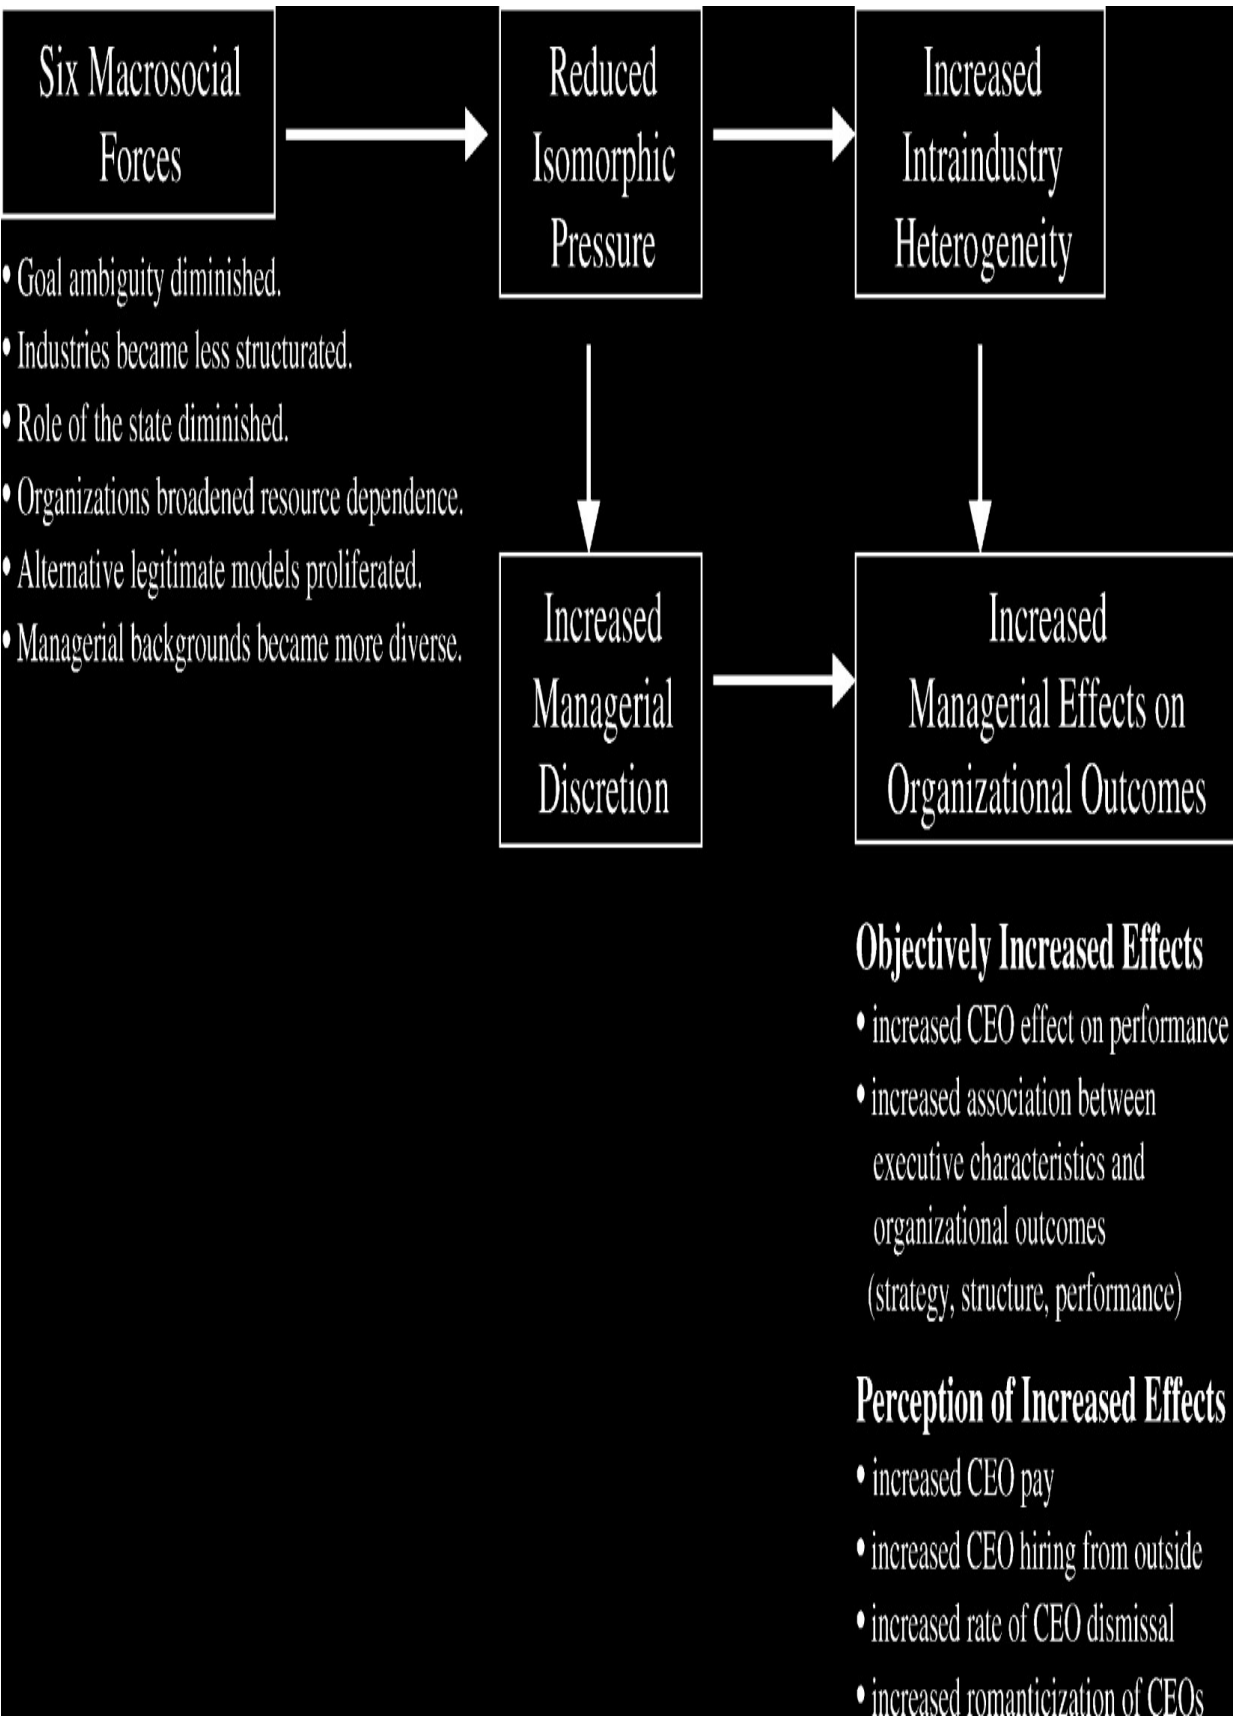 Six Macrosocial
Forces
• Goal ambiguity diminished.
• Industries became less structurated.
• Role of the state diminished.
• Organizations broadened resource dependence.
• Alternative legitimate models proliferated.
• Managerial backgrounds became more diverse.
Reduced
Isomorphic
Pressure
Increased
Intraindustry
Heterogeneity
Increased
Managerial
Discretion
Increased
Managerial Effects on
Organizational Outcomes
Objectively Increased Effects
• increased CEO effect on performance
• increased association between
executive characteristics and
organizational outcomes
(strategy, structure, performance)
Perception of Increased Effects
• increased CEO pay
• increased CEO hiring from outside
• increased rate of CEO dismissal
• increased romanticization of CEOs